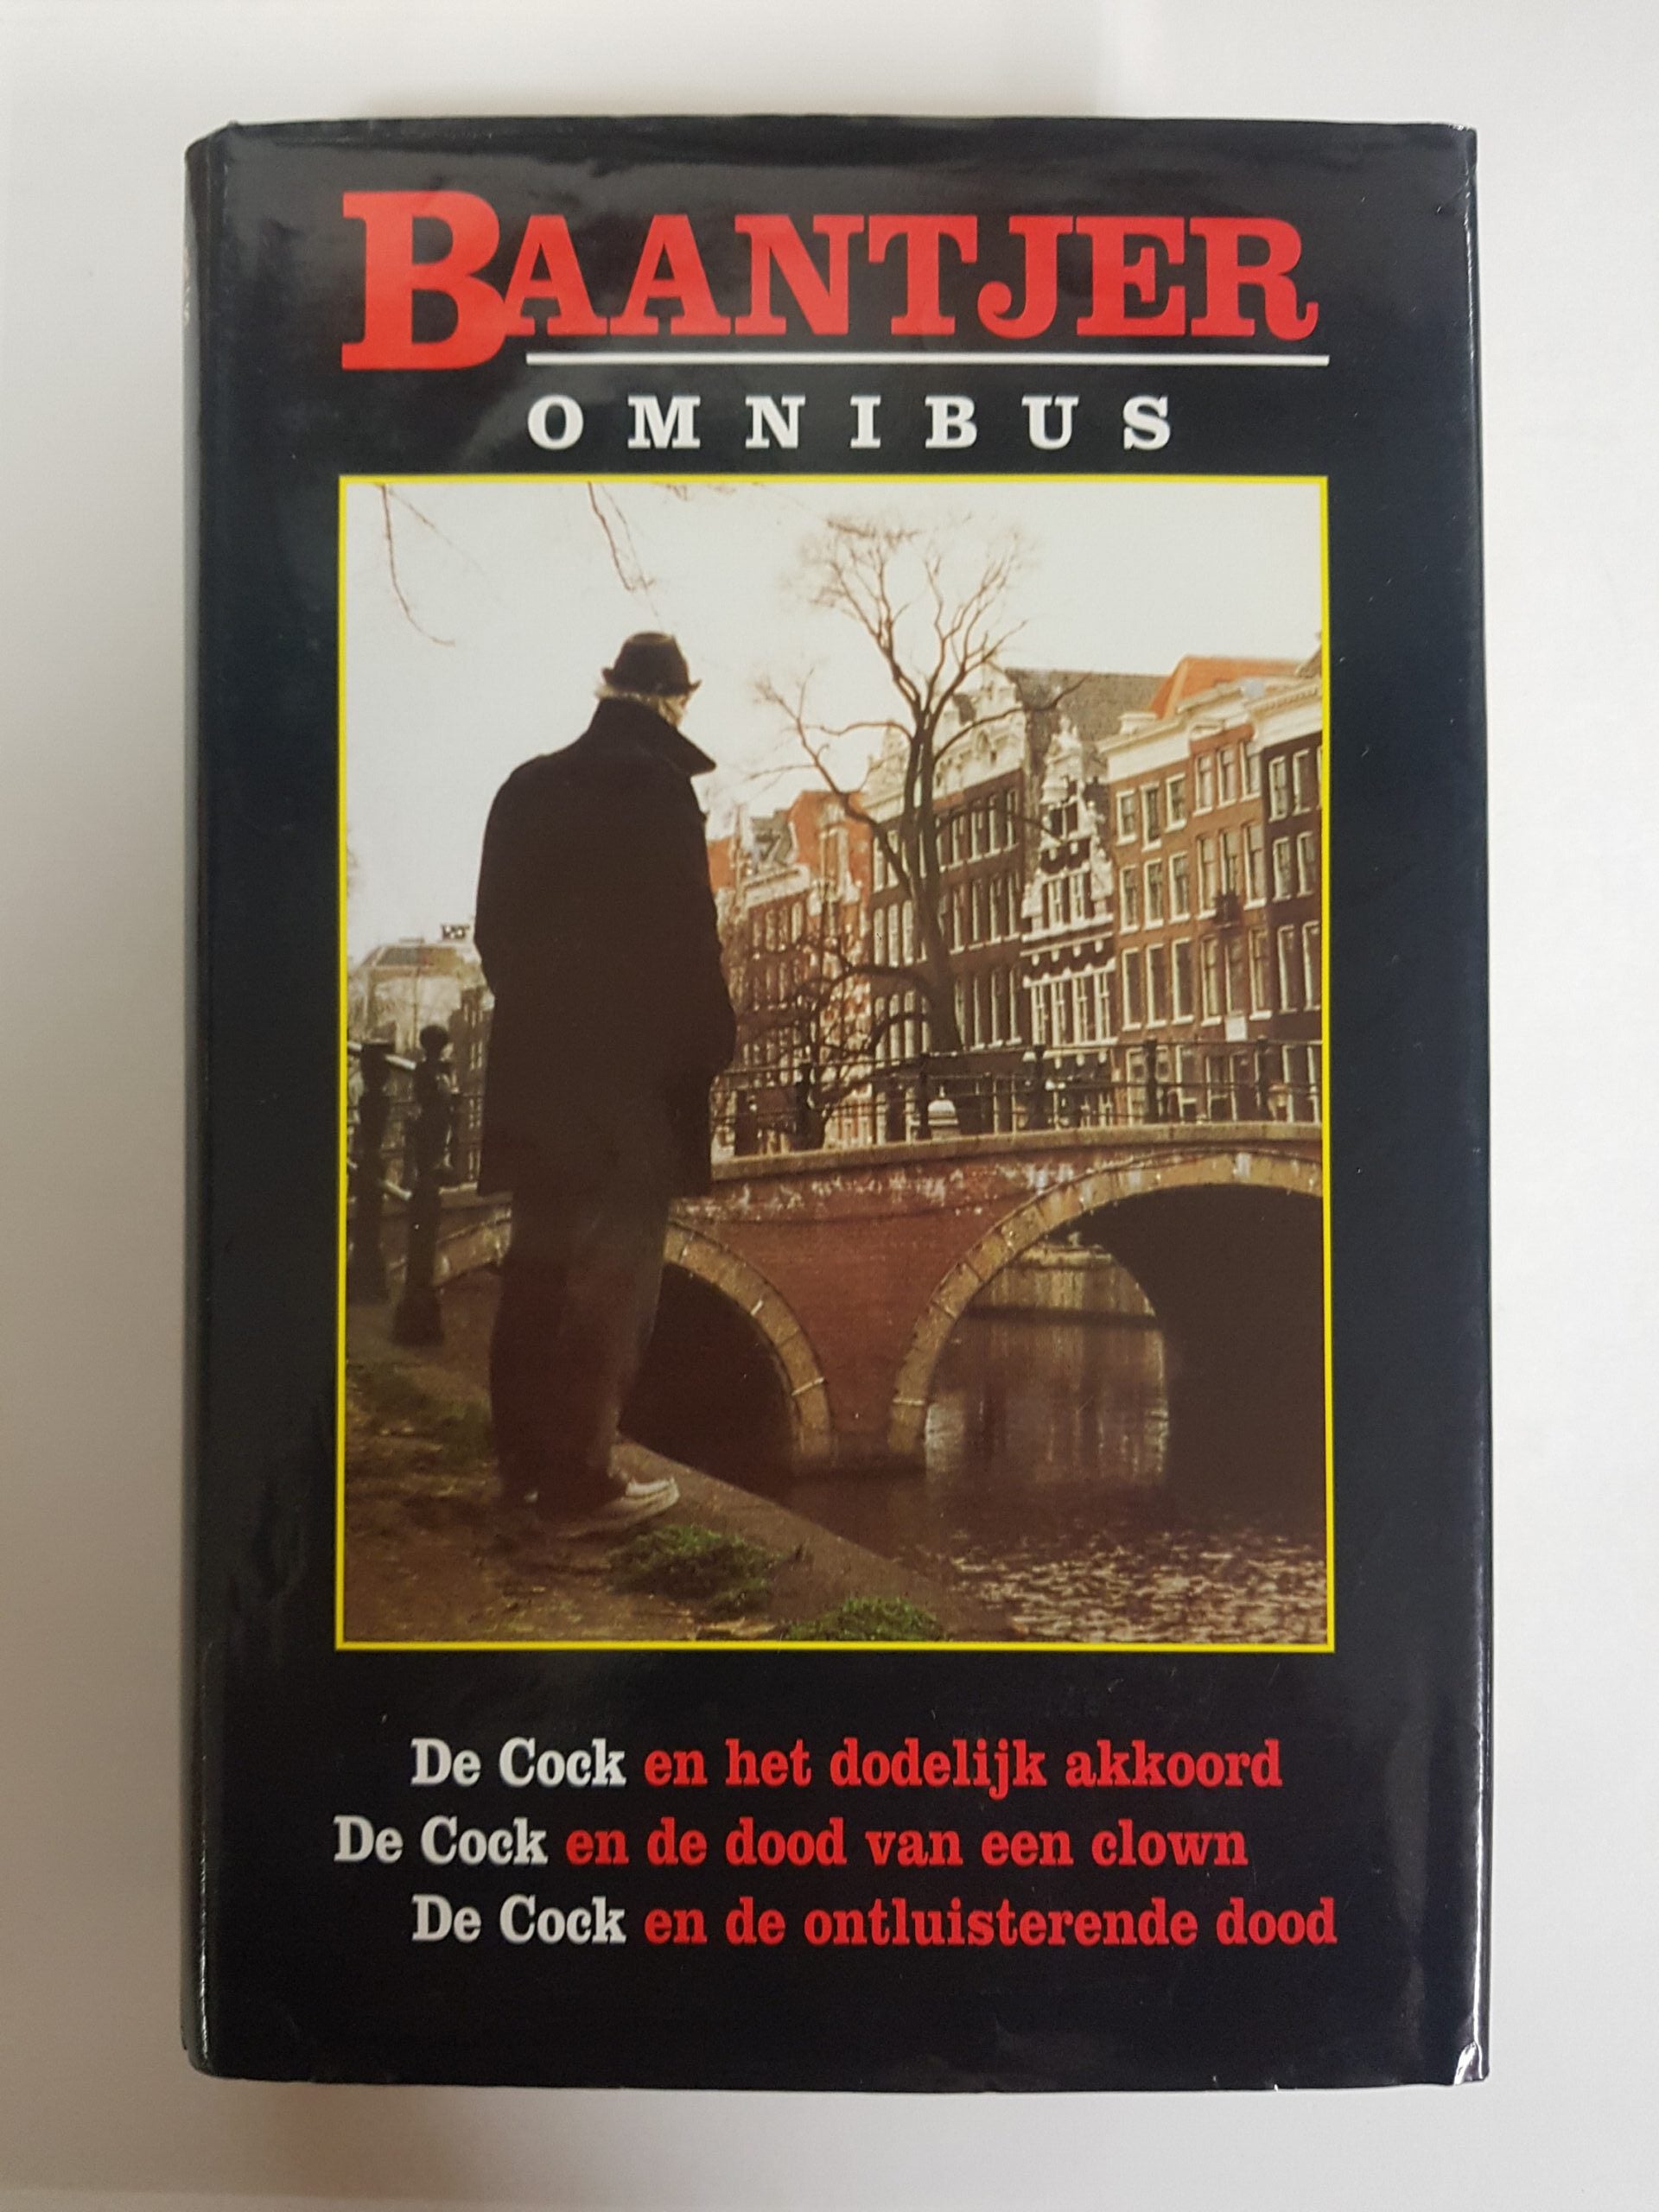 BAANTJER
OMNIBUS
De Cock en het dodelijk akkoord
De Cock en de dood van een clown
De Cock en de ontluisterende dood